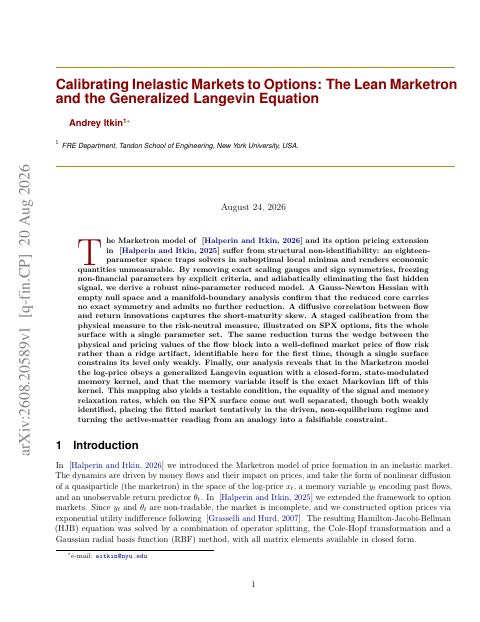 arXiv:2608.20589v1 [q-fin.CP] 20 Aug 2026
Calibrating Inelastic Markets to Options: The Lean Marketron
and the Generalized Langevin Equation
Andrey Itkin¹*
¹ FRE Department, Tandon School of Engineering, New York University, USA.
August 24, 2026
The Marketron model of [Halperin and Itkin, 2026] and its option pricing extension
in [Halperin and Itkin, 2025] suffer from structural non-identifiability: an eighteen-
parameter space traps solvers in suboptimal local minima and renders economic
quantities unmeasurable. By removing exact scaling gauges and sign symmetries, freezing
non-financial parameters by explicit criteria, and adiabatically eliminating the fast hidden
signal, we derive a robust nine-parameter reduced model. A Gauss-Newton Hessian with
empty null space and a manifold-boundary analysis confirm that the reduced core carries
no exact symmetry and admits no further reduction. A diffusive correlation between flow
and return innovations captures the short-maturity skew. A staged calibration from
the physical measure to the risk-neutral measure, illustrated on SPX options, fits the
whole surface with a single parameter set. The same reduction turns the wedge between the
physical and pricing values of the flow block into a well-defined market price of flow risk
rather than a ridge artifact, identifiable here for the first time, though a single surface
constrains its level only weakly. Finally, our analysis reveals that in the Marketron model
the log-price obeys a generalized Langevin equation with a closed-form, state-modulated
memory kernel, and that the memory variable itself is the exact Markovian lift of this
kernel. This mapping also yields a testable condition, the equality of the signal and memory
relaxation rates, which on the SPX surface come out well separated, though both weakly
identified, placing the fitted market tentatively in the driven, non-equilibrium regime and
turning the active-matter reading from an analogy into a falsifiable constraint.
1 Introduction
In [Halperin and Itkin, 2026] we introduced the Marketron model of price formation in an inelastic market.
The dynamics are driven by money flows and their impact on prices, and take the form of nonlinear diffusion
of a quasiparticle (the marketron) in the space of the log-price xₜ, a memory variable yₜ encoding past flows,
and an unobservable return predictor θₜ. In [Halperin and Itkin, 2025] we extended the framework to option
markets. Since yₜ and θₜ are non-tradable, the market is incomplete, and we constructed option prices via
exponential utility indifference following [Grasselli and Hurd, 2007]. The resulting Hamilton-Jacobi-Bellman
(HJB) equation was solved by a combination of operator splitting, the Cole-Hopf transformation and a
Gaussian radial basis function (RBF) method, with all matrix elements available in closed form.
*e-mail: aitkin@nyu.edu
1